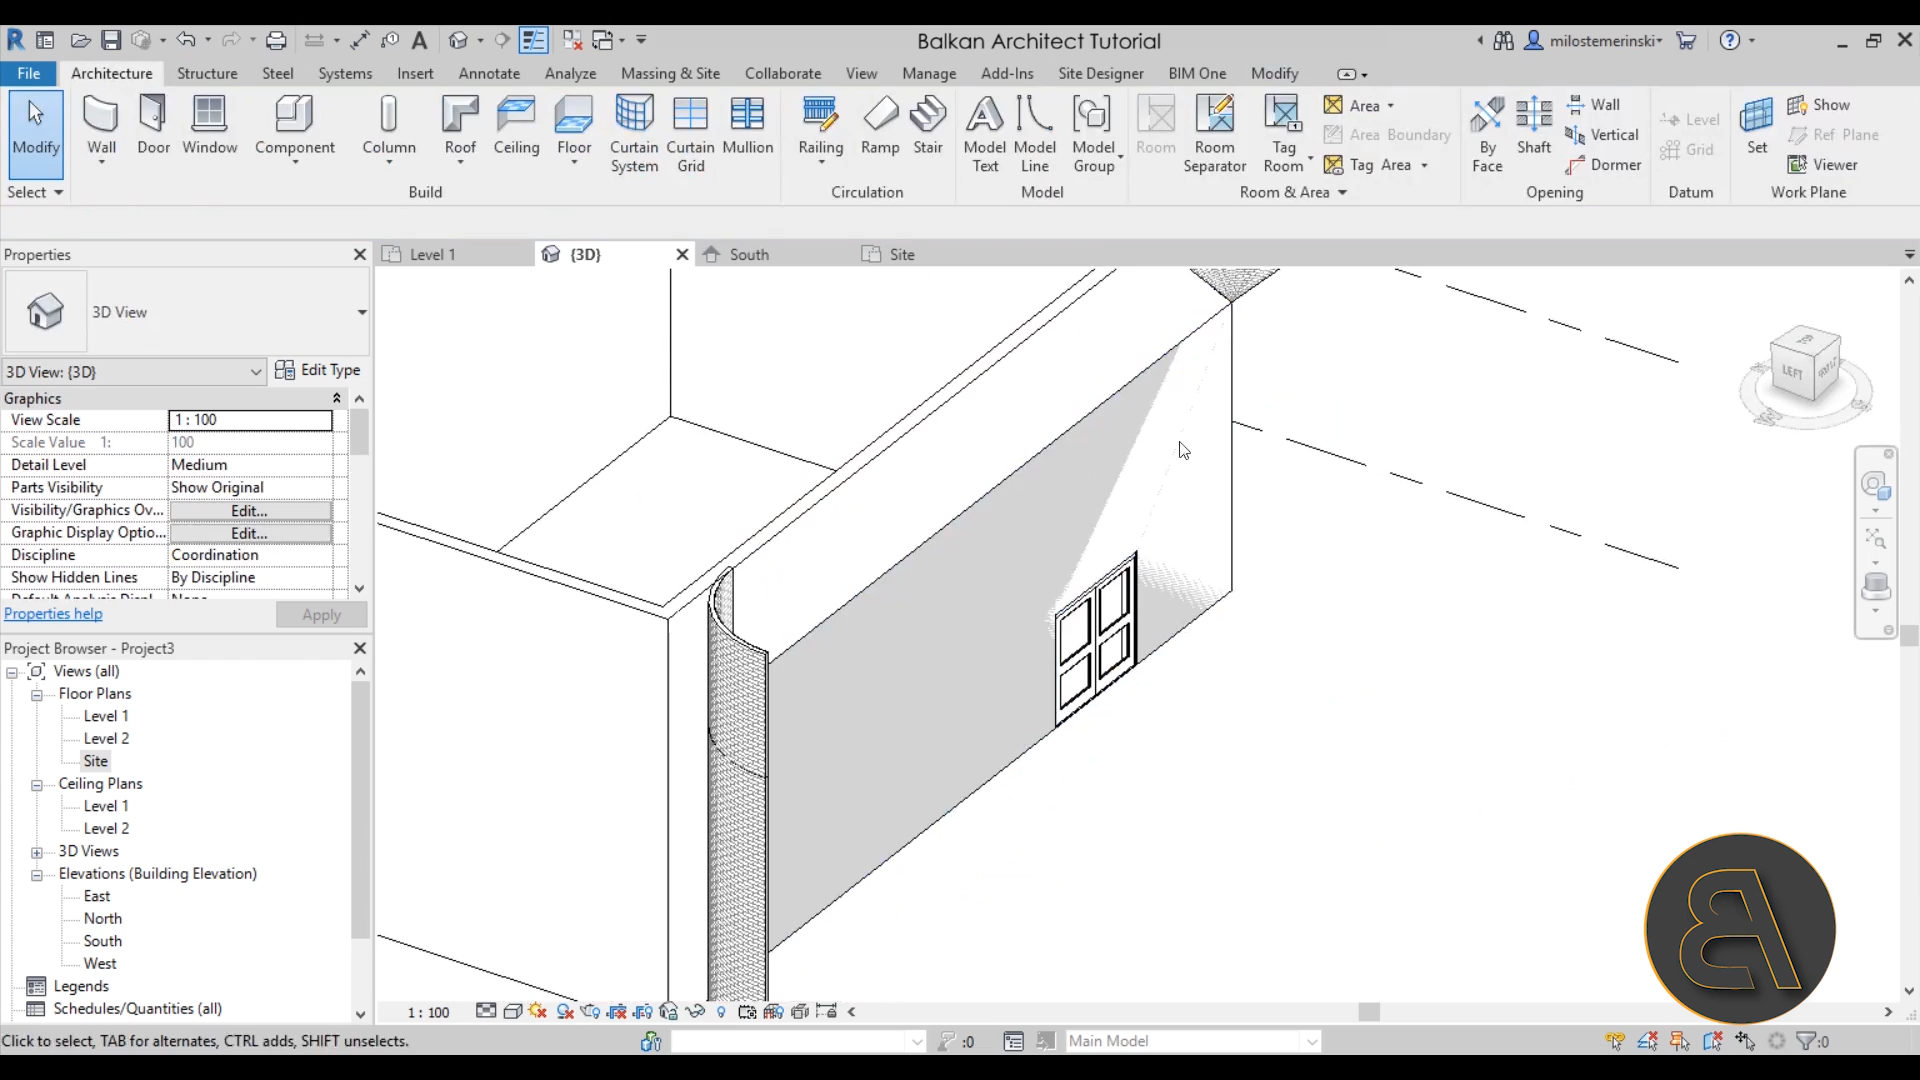 Balkan Architect Tutorial
milostemerinski
File Architecture Structure Steel Systems Insert Annotate Analyze Massing & Site Collaborate View Manage Add-Ins Site Designer BIM One Modify
Modify Wall Door Window Component Column Roof Ceiling Floor Curtain System Curtain Grid Mullion Railing Ramp Stair Model Text Model Line Model Group Room Room Separator Tag Room Area Area Boundary Tag Area By Face Shaft Wall Vertical Dormer Level Grid Set Show Ref Plane Viewer
Select Build Circulation Model Room & Area Opening Datum Work Plane
Properties
Level 1 {3D} South Site
3D View
3D View: {3D} Edit Type
Graphics
View Scale 1 : 100
Scale Value 1: 100
Detail Level Medium
Parts Visibility Show Original
Visibility/Graphics Ov... Edit...
Graphic Display Optio... Edit...
Discipline Coordination
Show Hidden Lines By Discipline
Properties help Apply
LEFT
Project Browser - Project3
Views (all)
Floor Plans
Level 1
Level 2
Site
Ceiling Plans
Level 1
Level 2
3D Views
Elevations (Building Elevation)
East
North
South
West
Legends
Schedules/Quantities (all)
1 : 100
Click to select, TAB for alternates, CTRL adds, SHIFT unselects. :0 Main Model :0